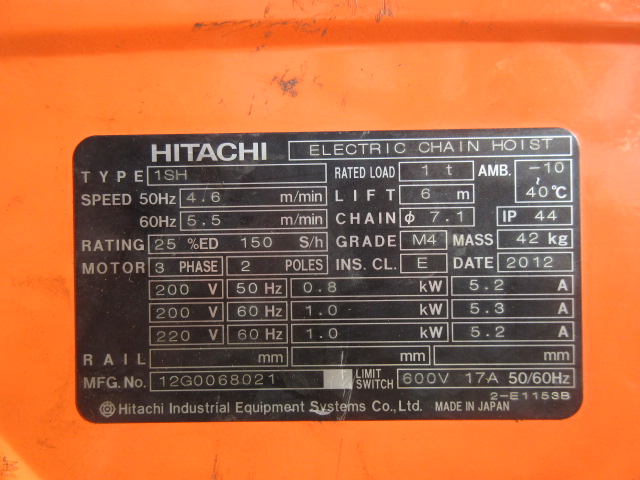 HITACHI ELECTRIC CHAIN HOIST
TYPE 1SH RATED LOAD 1 t AMB. -10 ~ 40℃
SPEED 50Hz 4.6 m/min LIFT 6 m
60Hz 5.5 m/min CHAIN φ 7.1 IP 44
RATING 25 %ED 150 S/h GRADE M4 MASS 42 kg
MOTOR 3 PHASE 2 POLES INS. CL. E DATE 2012
200 V 50 Hz 0.8 kW 5.2 A
200 V 60 Hz 1.0 kW 5.3 A
220 V 60 Hz 1.0 kW 5.2 A
RAIL mm mm mm
MFG. No. 12G0068021 LIMIT SWITCH 600V 17A 50/60Hz
2-E1153B
Hitachi Industrial Equipment Systems Co., Ltd. MADE IN JAPAN